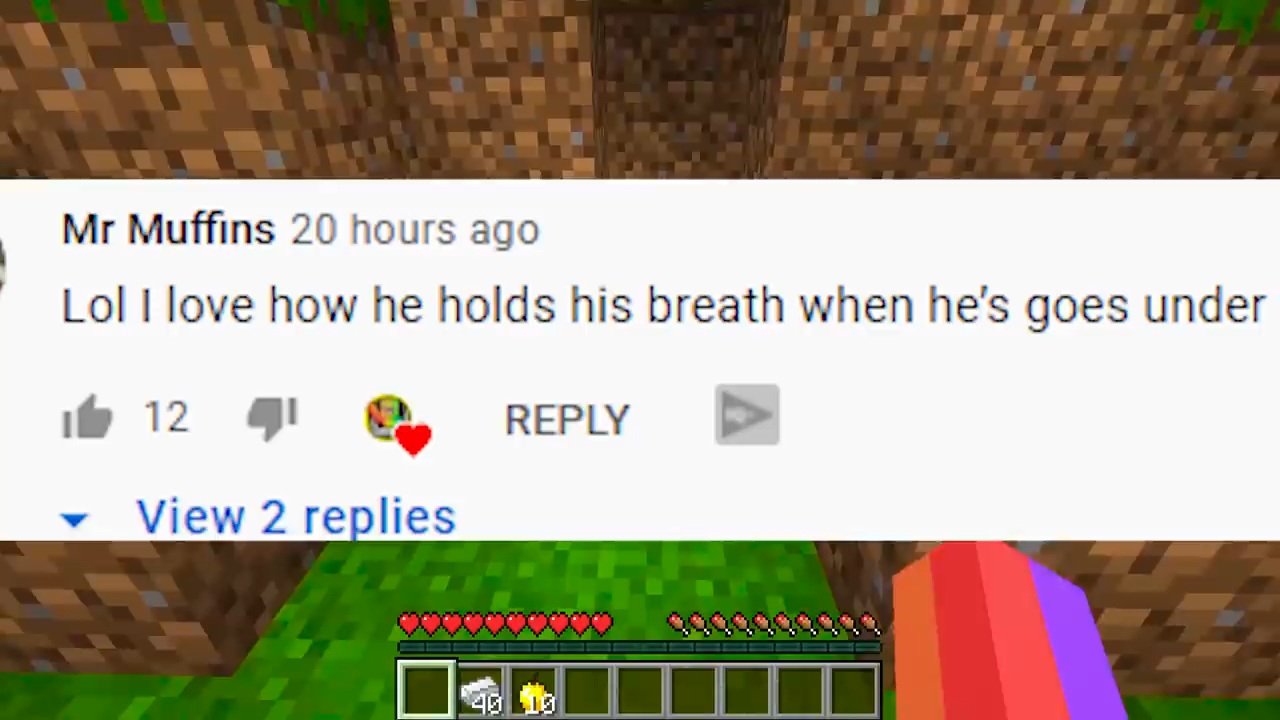 Mr Muffins 20 hours ago
Lol I love how he holds his breath when he's goes under
12 REPLY
View 2 replies
40 10